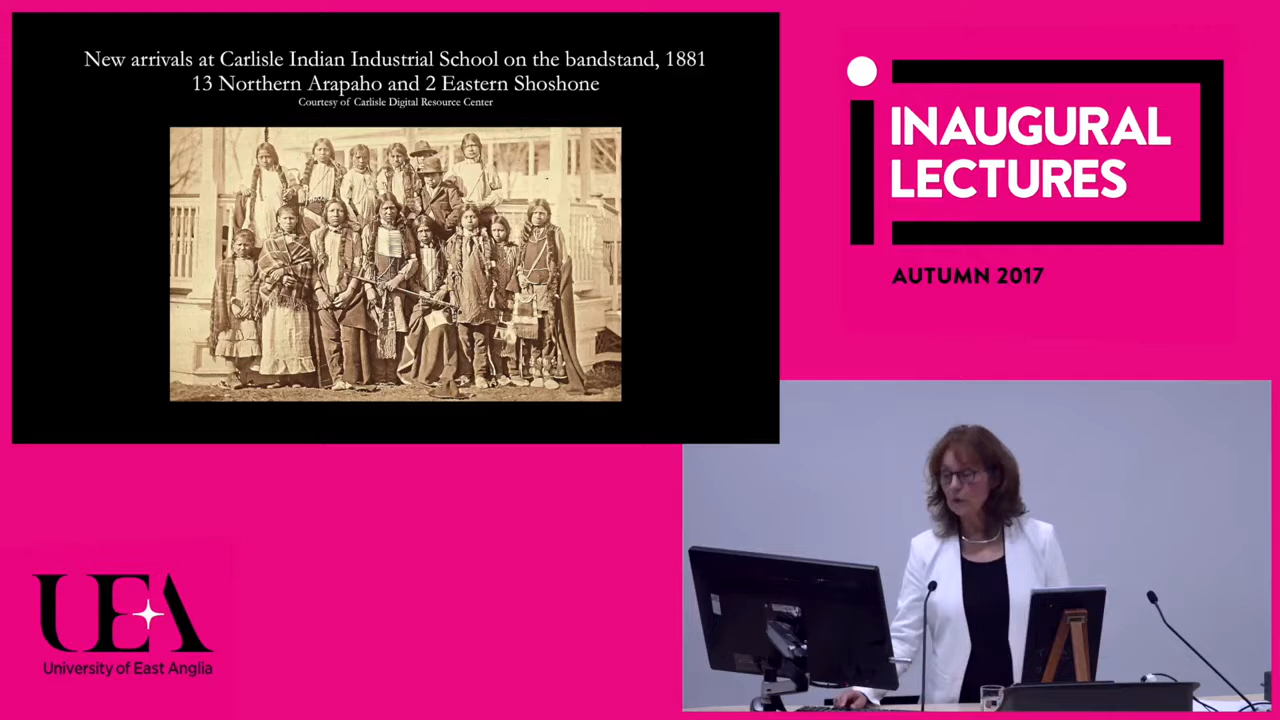 New arrivals at Carlisle Indian Industrial School on the bandstand, 1881
13 Northern Arapaho and 2 Eastern Shoshone
Courtesy of Carlisle Digital Resource Center
INAUGURAL
LECTURES
AUTUMN 2017
UEA
University of East Anglia